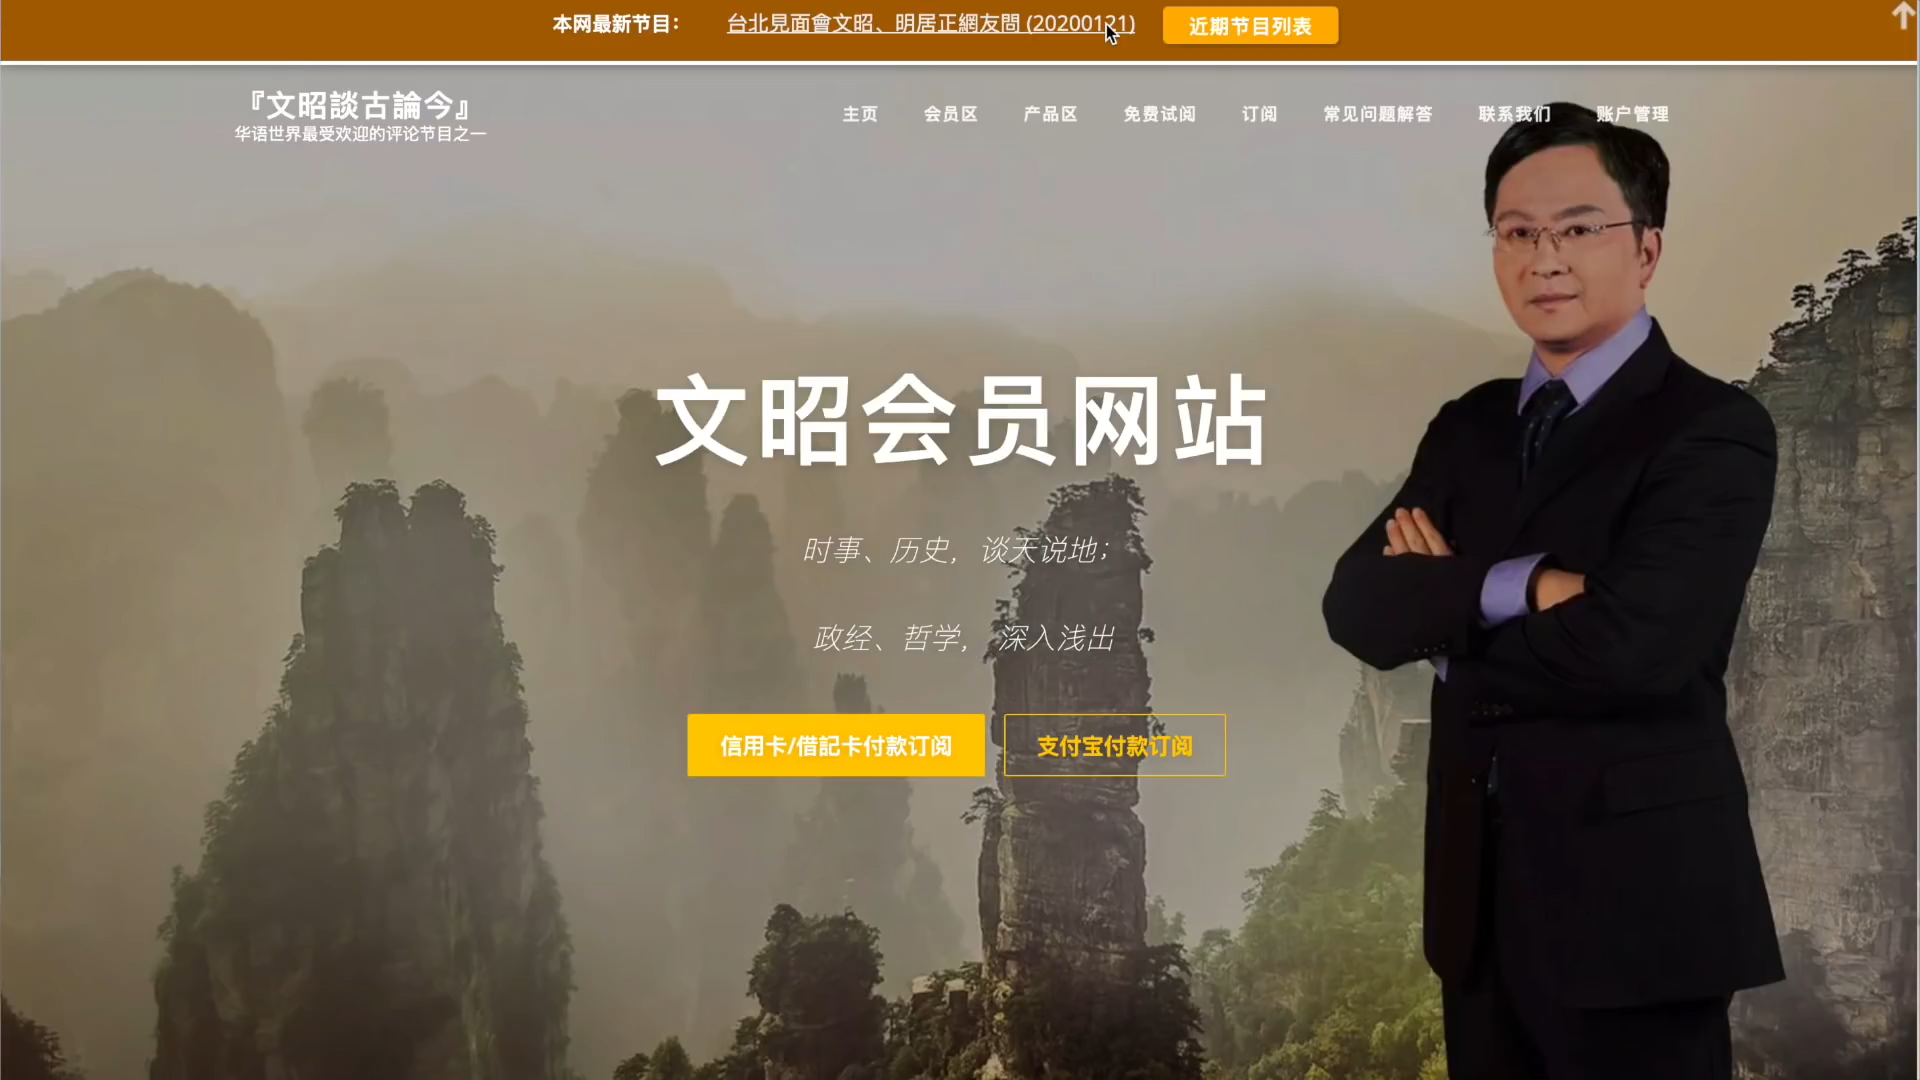 本网最新节目：
台北見面會文昭、明居正網友問 (20200121)
近期节目列表
『文昭談古論今』
华语世界最受欢迎的评论节目之一
主页
会员区
产品区
免费试阅
订阅
常见问题解答
联系我们
账户管理
文昭会员网站
时事、历史，谈天说地；
政经、哲学，深入浅出
信用卡/借記卡付款订阅
支付宝付款订阅